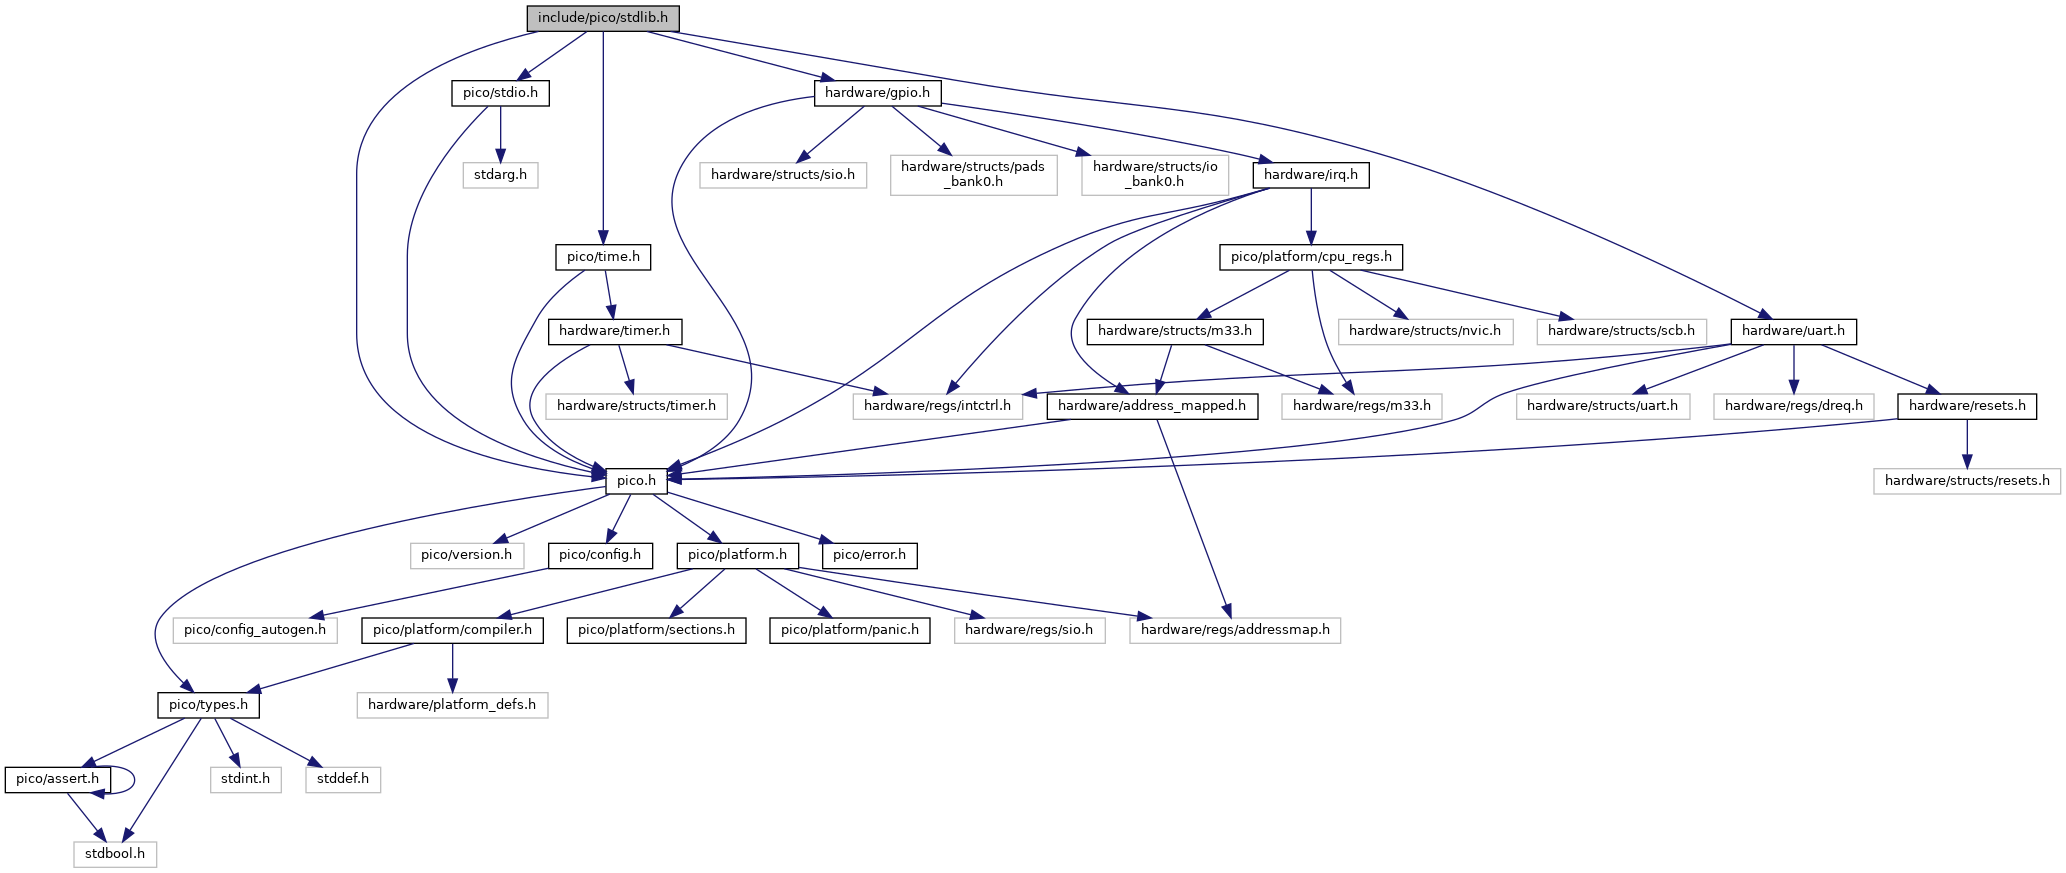 include/pico/stdlib.h
pico/stdio.h
hardware/gpio.h
stdarg.h
hardware/structs/sio.h
hardware/structs/pads
_bank0.h
hardware/structs/io
_bank0.h
hardware/irq.h
pico/time.h
pico/platform/cpu_regs.h
hardware/timer.h
hardware/structs/m33.h
hardware/structs/nvic.h
hardware/structs/scb.h
hardware/uart.h
hardware/structs/timer.h
hardware/regs/intctrl.h
hardware/address_mapped.h
hardware/regs/m33.h
hardware/structs/uart.h
hardware/regs/dreq.h
hardware/resets.h
pico.h
hardware/structs/resets.h
pico/version.h
pico/config.h
pico/platform.h
pico/error.h
pico/config_autogen.h
pico/platform/compiler.h
pico/platform/sections.h
pico/platform/panic.h
hardware/regs/sio.h
hardware/regs/addressmap.h
pico/types.h
hardware/platform_defs.h
pico/assert.h
stdint.h
stddef.h
stdbool.h